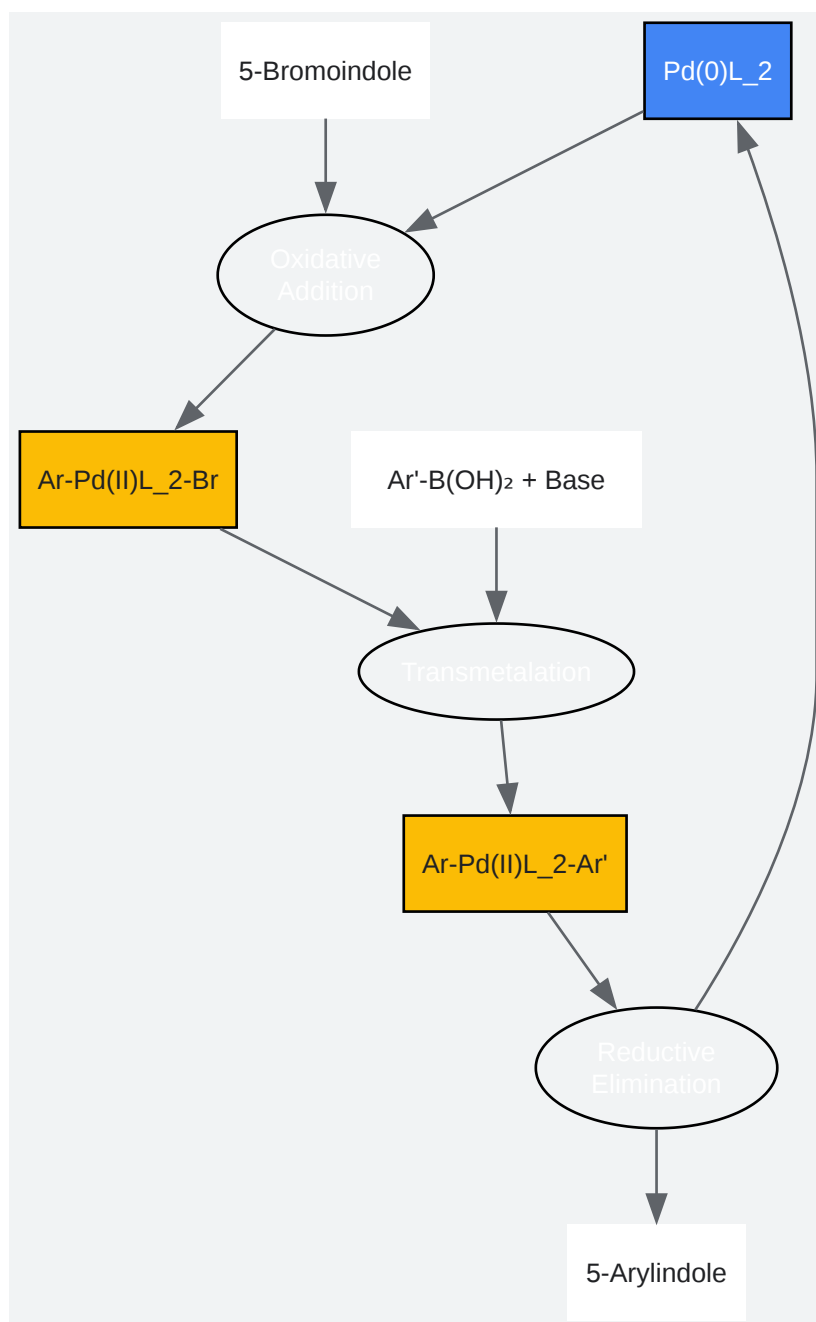 5-Bromoindole
Pd(0)L_2
Oxidative
Addition
Ar-Pd(II)L_2-Br
Ar'-B(OH)₂ + Base
Transmetalation
Ar-Pd(II)L_2-Ar'
Reductive
Elimination
5-Arylindole